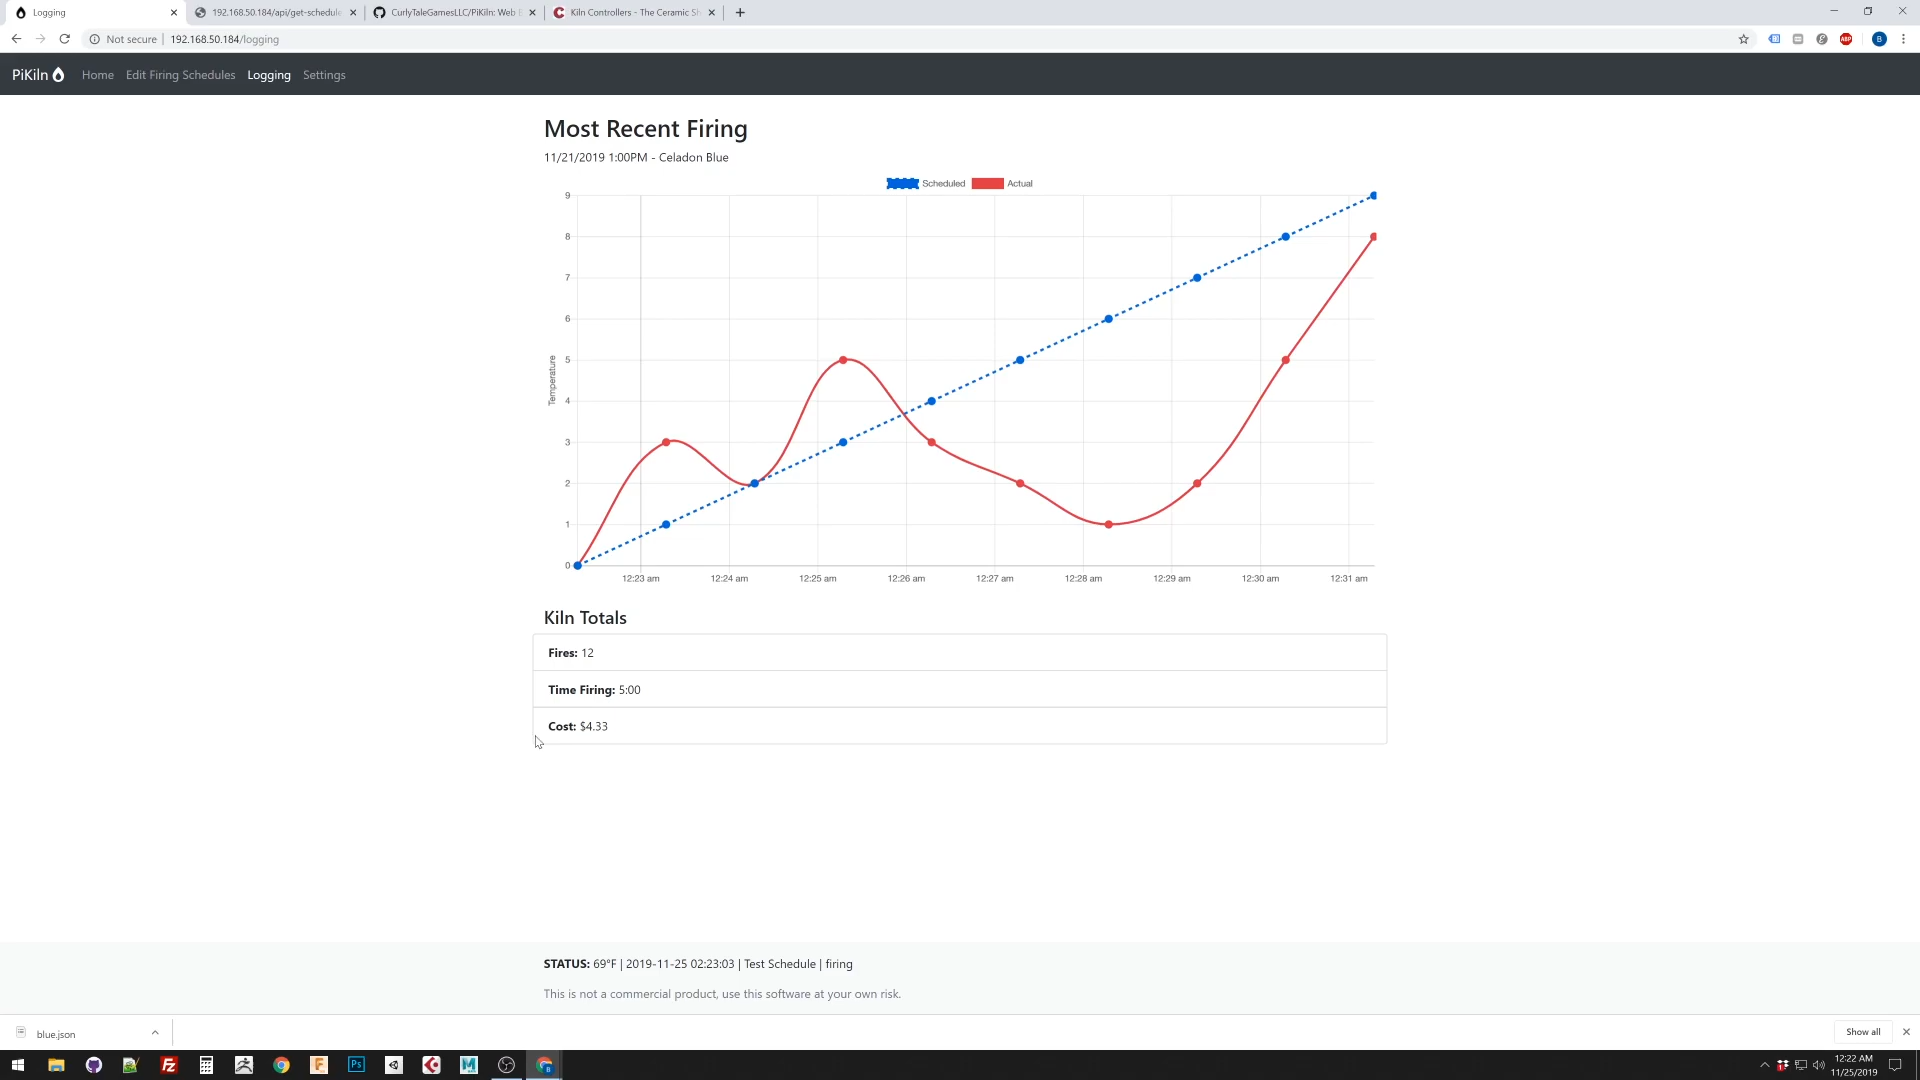 Logging
192.168.50.184/api/get-schedule
CurlyTaleGamesLLC/PiKiln: Web
Kiln Controllers - The Ceramic
Not secure | 192.168.50.184/logging
ABP
B
PiKiln Home Edit Firing Schedules Logging Settings
Most Recent Firing
11/21/2019 1:00PM - Celadon Blue
Scheduled Actual
9
8
7
6
5
4
3
2
1
0
Temperature
12:23 am 12:24 am 12:25 am 12:26 am 12:27 am 12:28 am 12:29 am 12:30 am 12:31 am
Kiln Totals
Fires: 12
Time Firing: 5:00
Cost: $4.33
STATUS: 69°F | 2019-11-25 02:23:03 | Test Schedule | firing
This is not a commercial product, use this software at your own risk.
blue.json
Show all
Fz
F
Ps
M
B
12:22 AM
11/25/2019